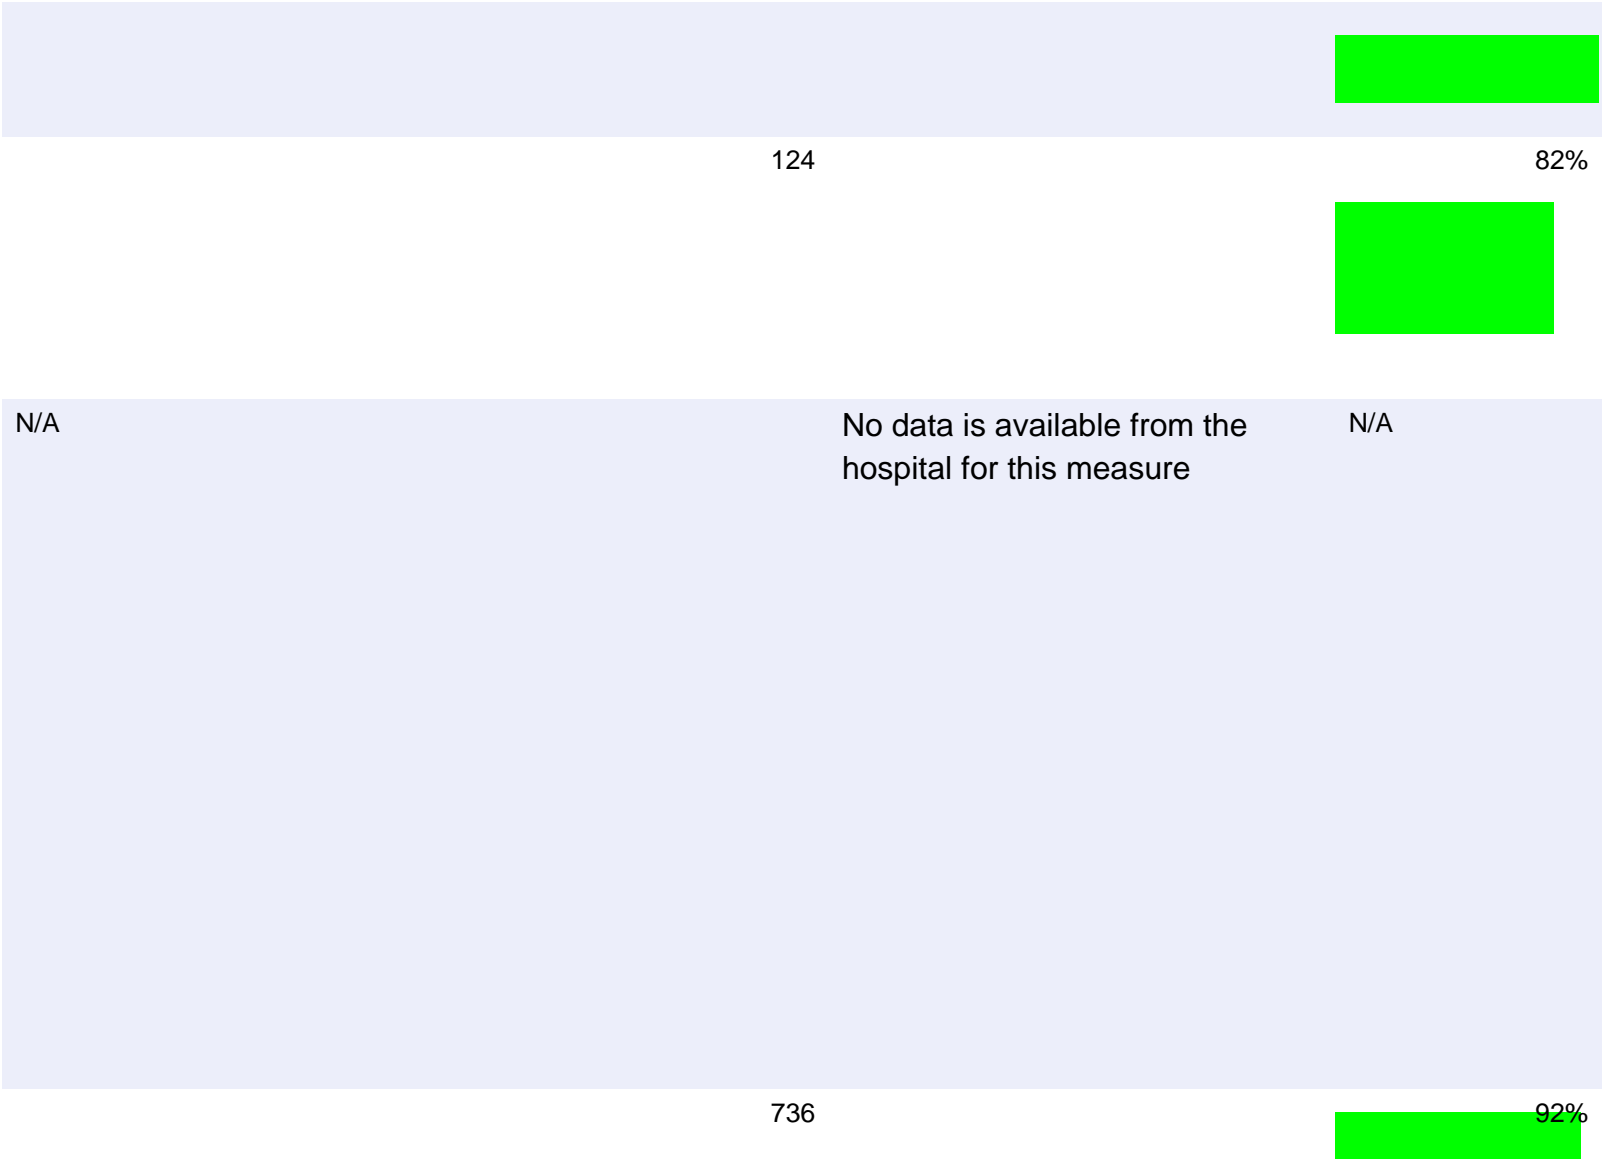 124 82%
N/A No data is available from the N/A
hospital for this measure
736 92%